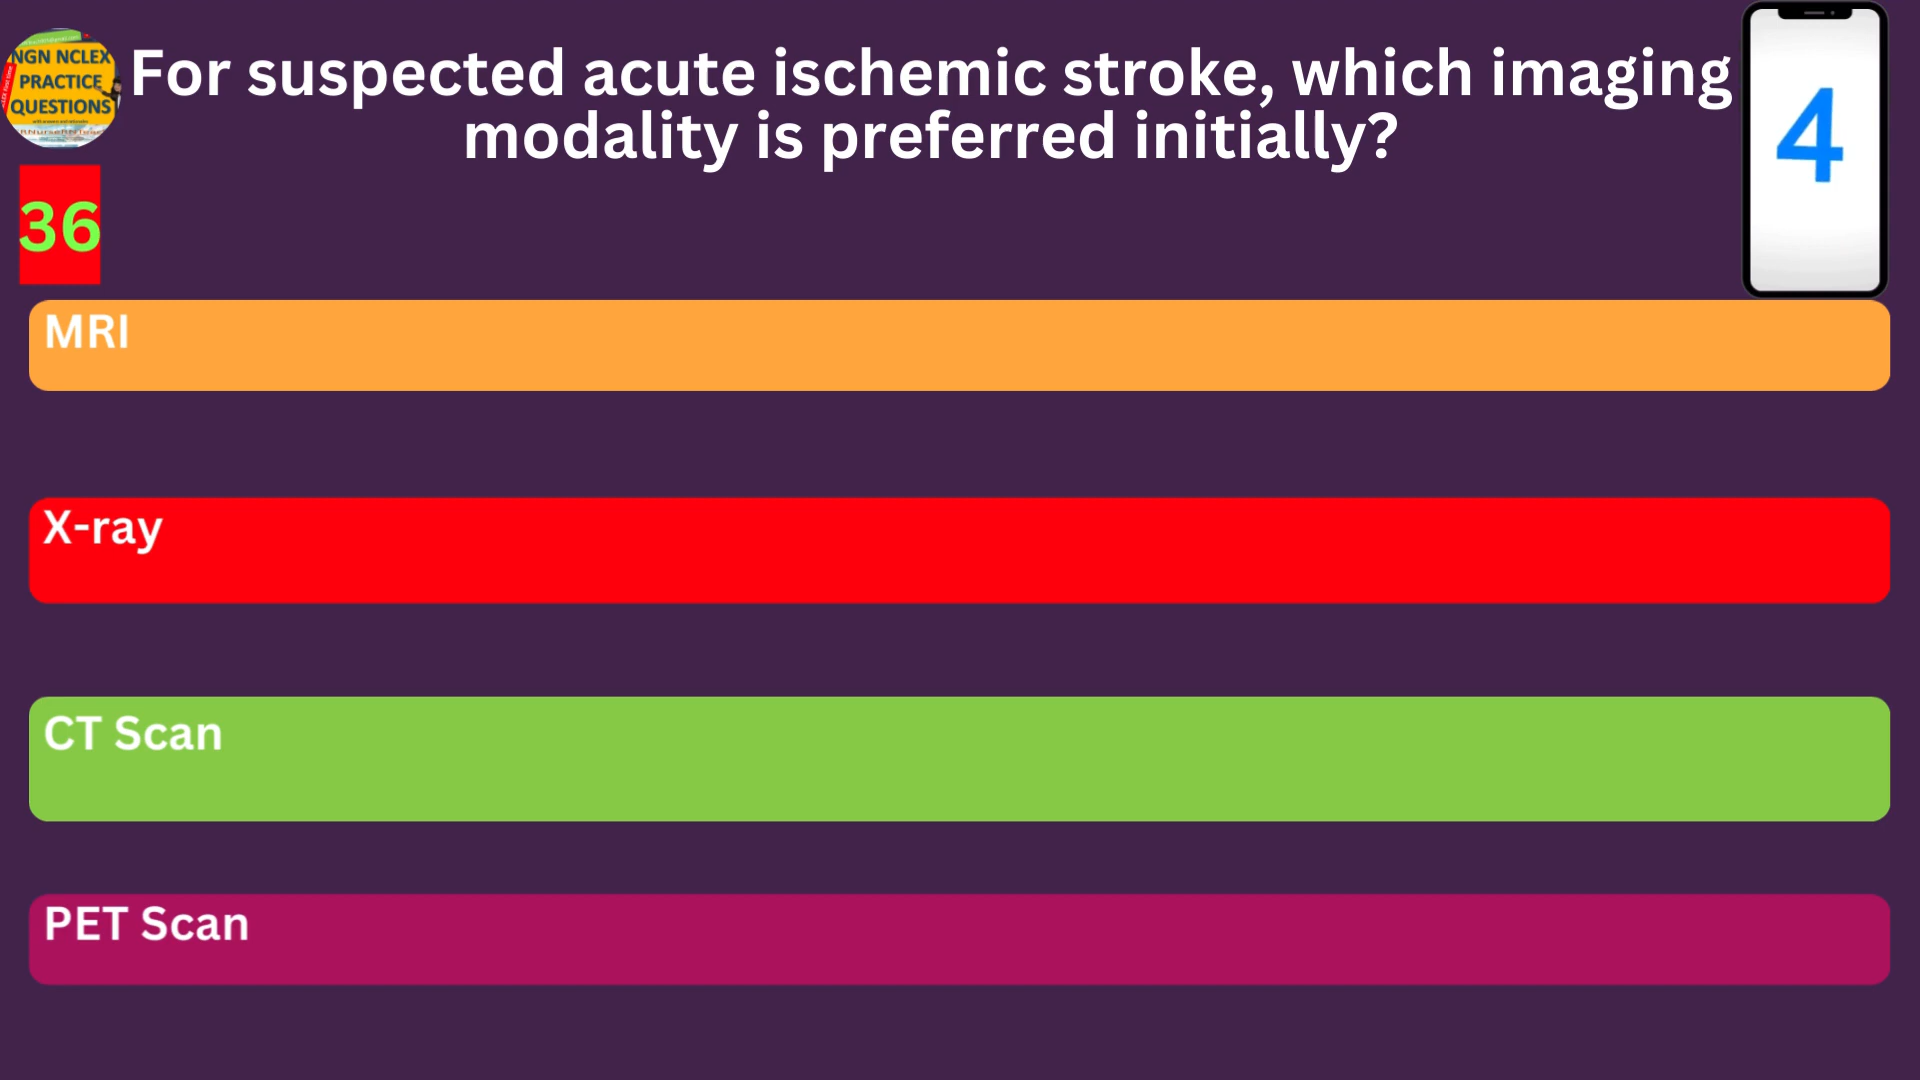 NGN NCLEX
PRACTICE
QUESTIONS
For suspected acute ischemic stroke, which imaging
modality is preferred initially?
4
36
MRI
X-ray
CT Scan
PET Scan